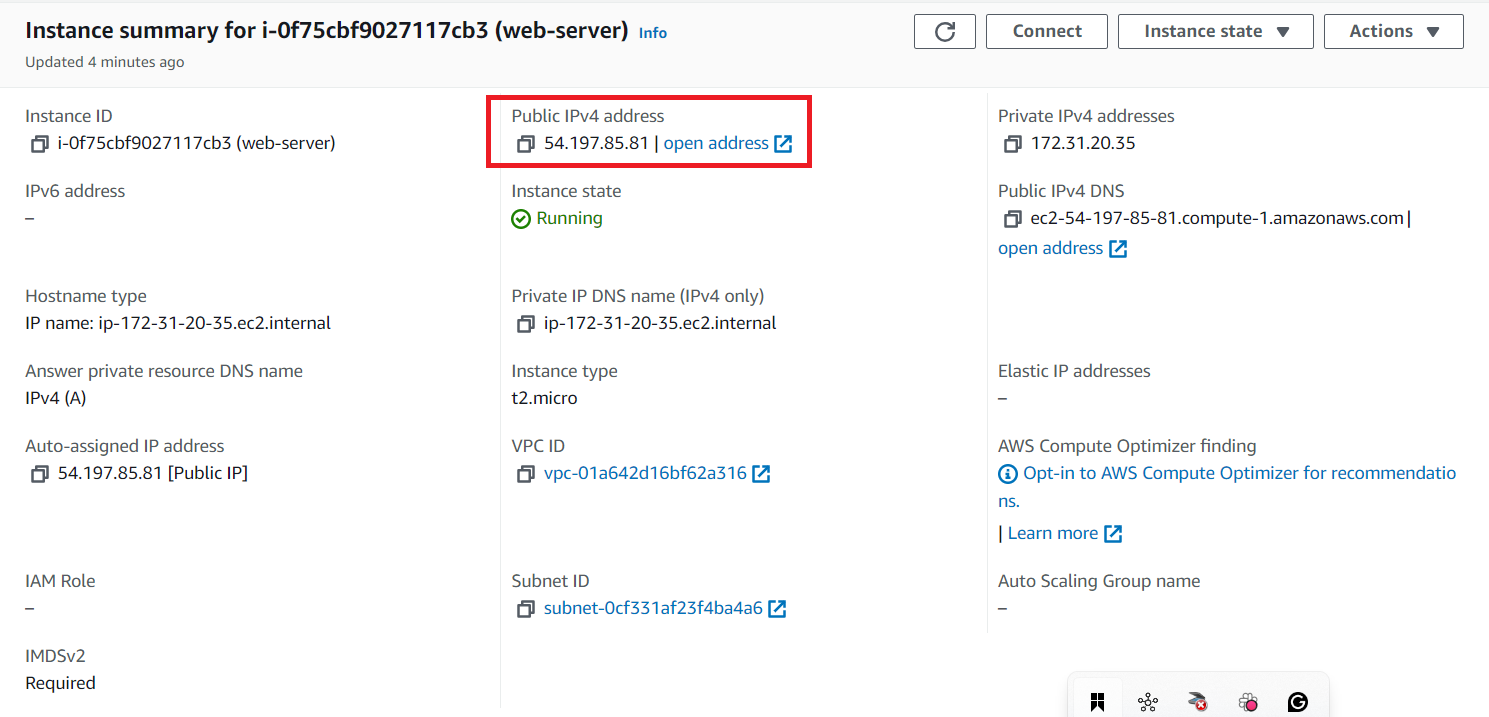 Instance summary for i-0f75cbf9027117cb3 (web-server) Info
Connect
Instance state
Actions
Updated 4 minutes ago
Instance ID
i-0f75cbf9027117cb3 (web-server)
Public IPv4 address
54.197.85.81 | open address
Private IPv4 addresses
172.31.20.35
IPv6 address
–
Instance state
Running
Public IPv4 DNS
ec2-54-197-85-81.compute-1.amazonaws.com |
open address
Hostname type
IP name: ip-172-31-20-35.ec2.internal
Private IP DNS name (IPv4 only)
ip-172-31-20-35.ec2.internal
Answer private resource DNS name
IPv4 (A)
Instance type
t2.micro
Elastic IP addresses
–
Auto-assigned IP address
54.197.85.81 [Public IP]
VPC ID
vpc-01a642d16bf62a316
AWS Compute Optimizer finding
Opt-in to AWS Compute Optimizer for recommendatio
ns.
| Learn more
IAM Role
–
Subnet ID
subnet-0cf331af23f4ba4a6
Auto Scaling Group name
–
IMDSv2
Required